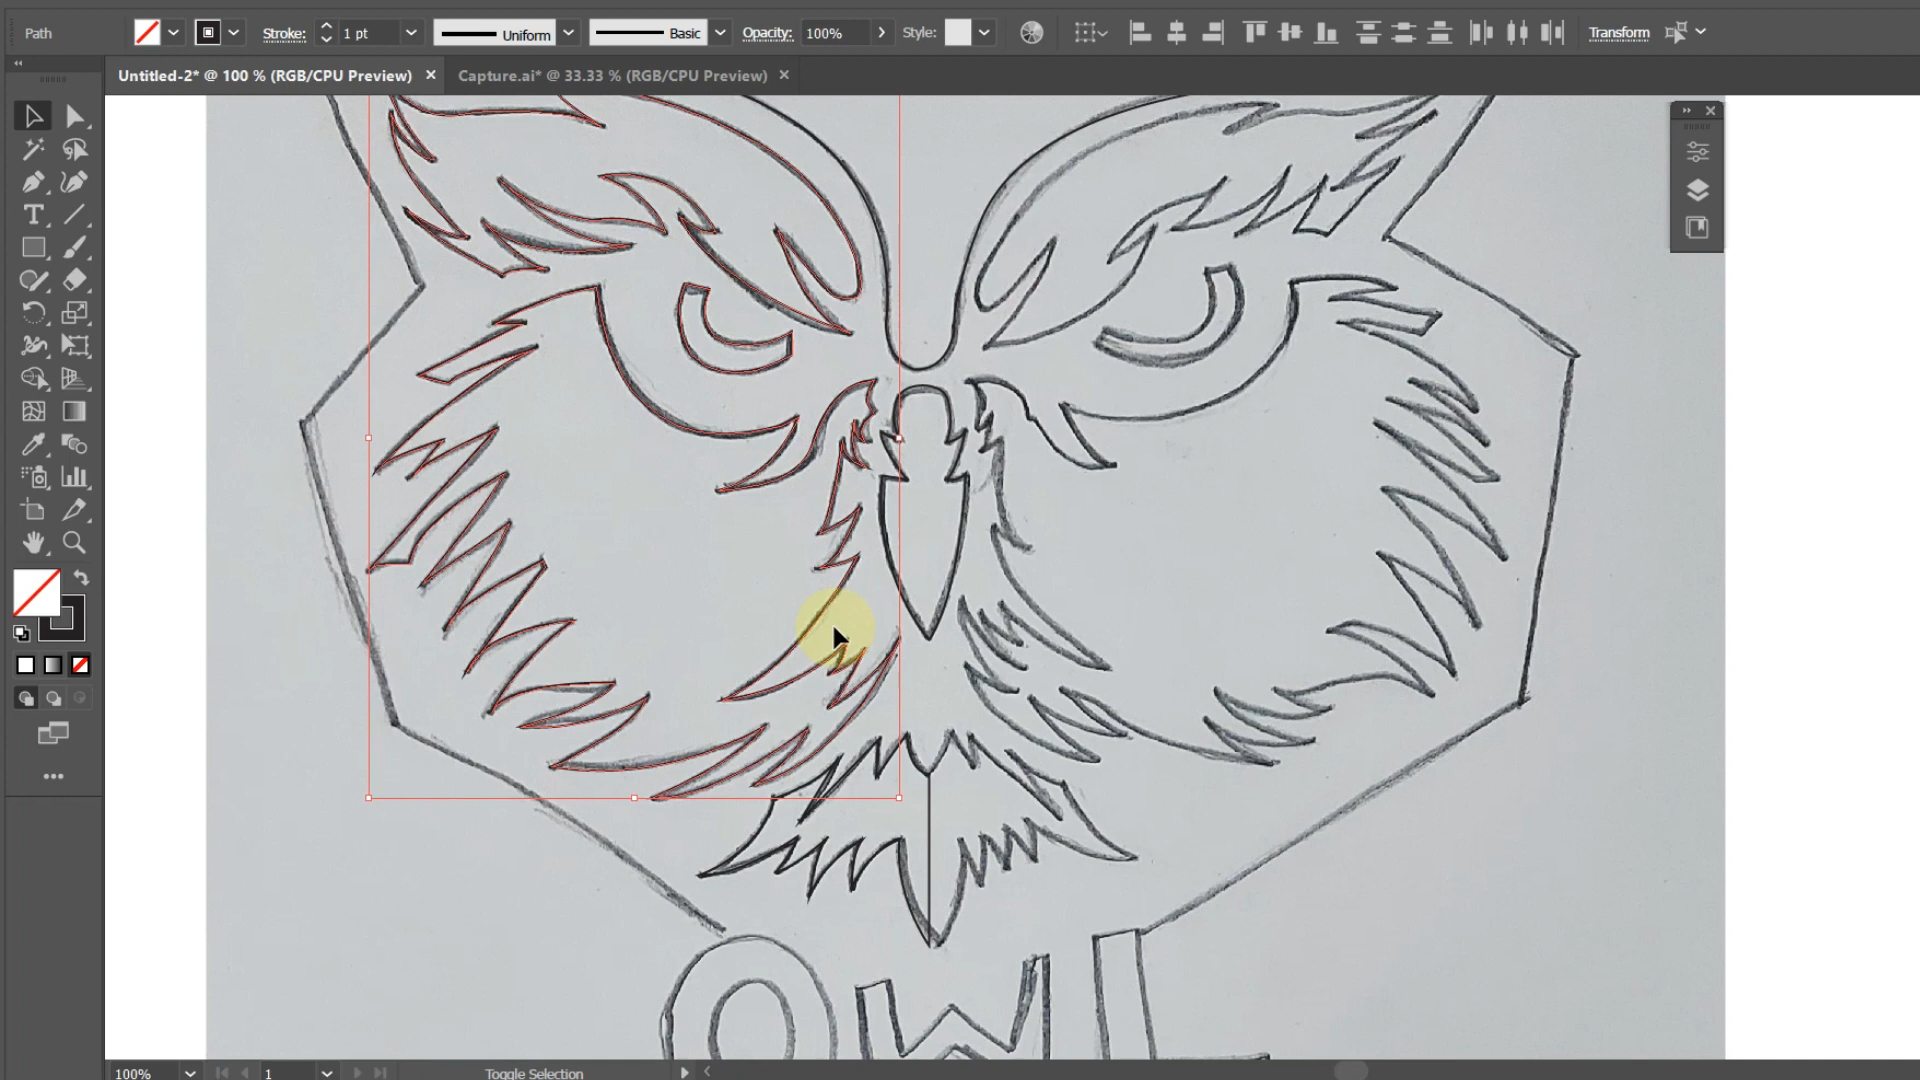 Path Stroke: 1 pt Uniform Basic Opacity: 100% Style: Transform
Untitled-2* @ 100 % (RGB/CPU Preview) × Capture.ai* @ 33.33 % (RGB/CPU Preview) ×
OWL
100% 1 Toggle Selection